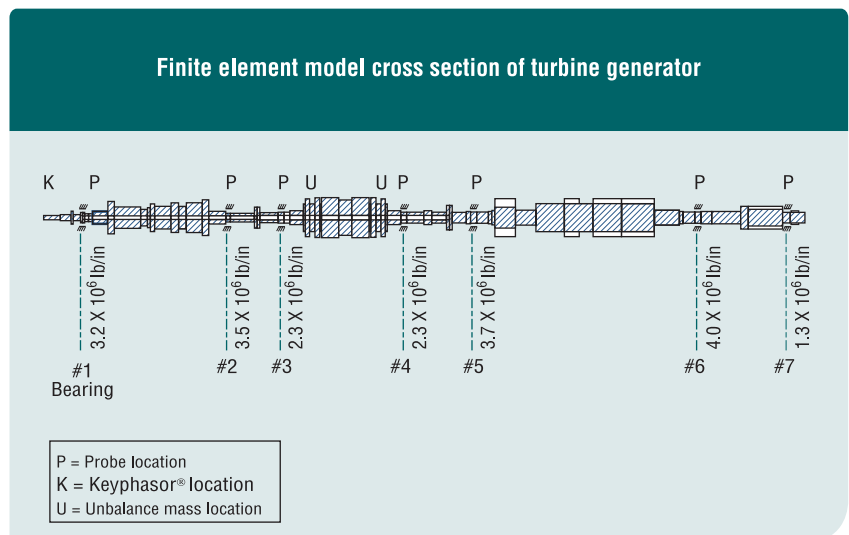 Finite element model cross section of turbine generator
K P P P U U P P P P
3.2 X 10⁶ lb/in
3.5 X 10⁶ lb/in
2.3 X 10⁶ lb/in
2.3 X 10⁶ lb/in
3.7 X 10⁶ lb/in
4.0 X 10⁶ lb/in
1.3 X 10⁶ lb/in
#1 #2 #3 #4 #5 #6 #7
Bearing
P = Probe location
K = Keyphasor® location
U = Unbalance mass location